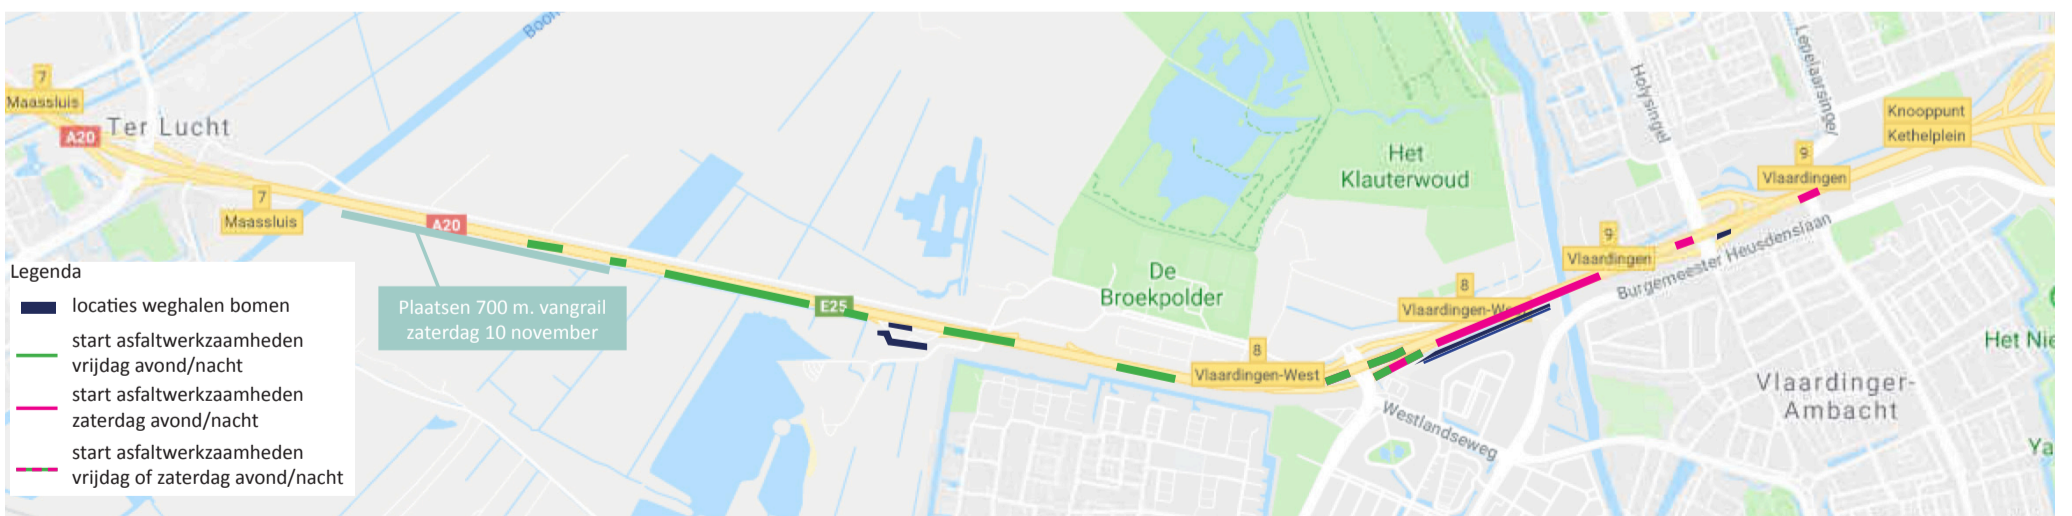 7
Maassluis
A20
Ter Lucht
7
Maassluis
A20
Plaatsen 700 m. vangrail
zaterdag 10 november
E25
De
Broekpolder
Het
Klauterwoud
8
Vlaardingen-West
8
9
Vlaardingen
9
Vlaardingen
Knooppunt
Kethelplein
Holysingel
Lepelaarsingel
Burgemeester Heusdenslaan
Westlandseweg
Vlaardinger-
Ambacht
Legenda
locaties weghalen bomen
start asfaltwerkzaamheden
vrijdag avond/nacht
start asfaltwerkzaamheden
zaterdag avond/nacht
start asfaltwerkzaamheden
vrijdag of zaterdag avond/nacht